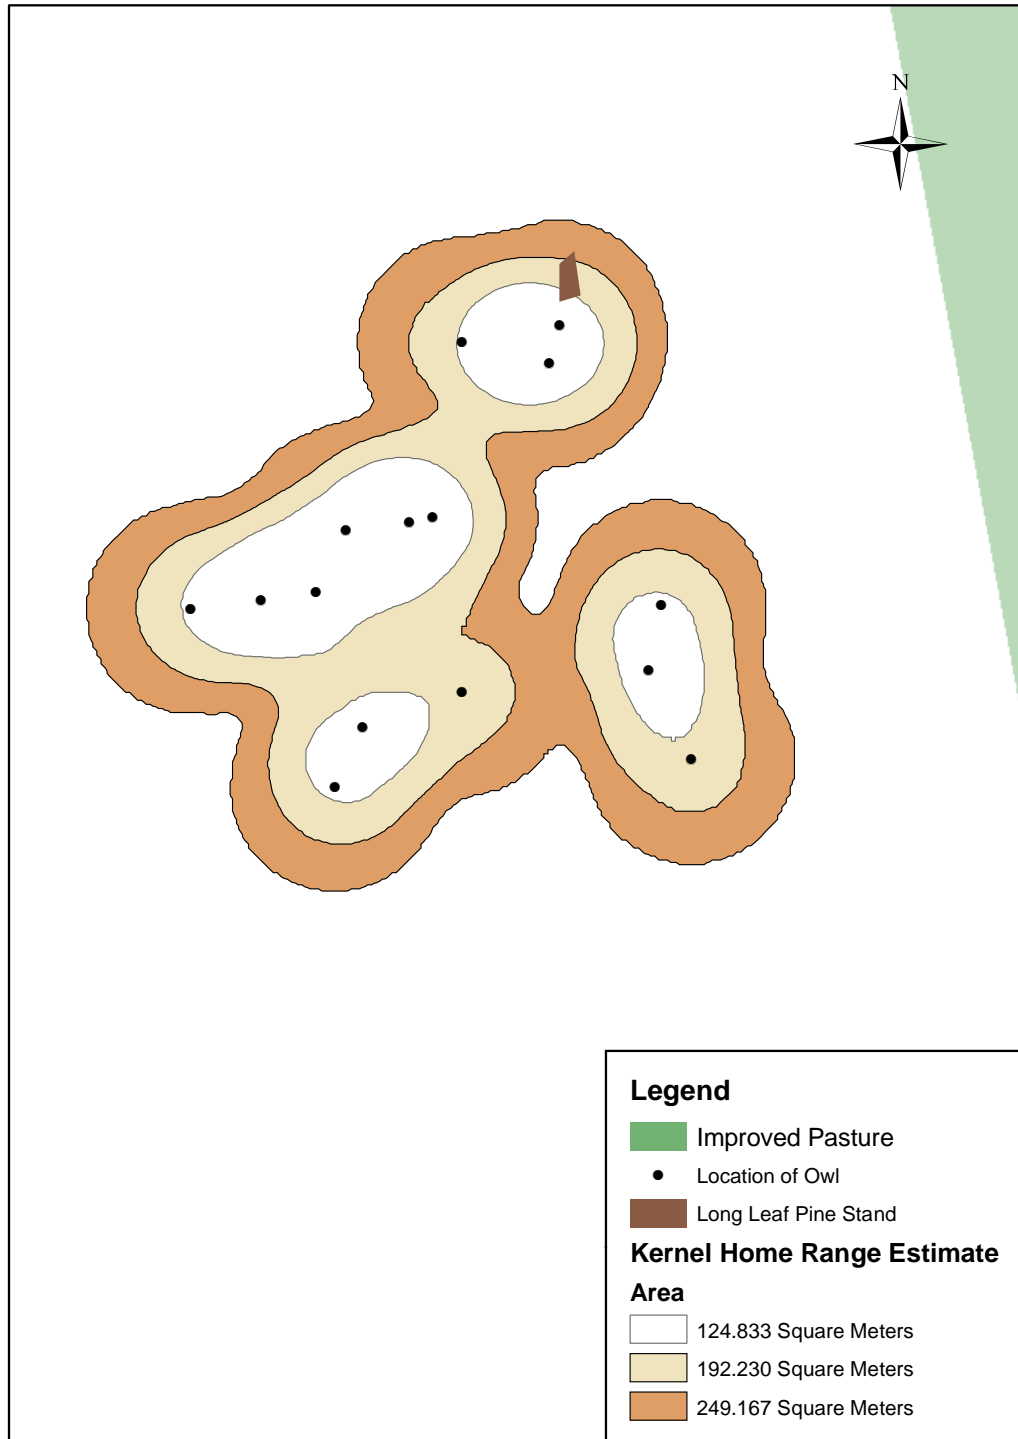 N
Legend
Improved Pasture
Location of Owl
Long Leaf Pine Stand
Kernel Home Range Estimate
Area
124.833 Square Meters
192.230 Square Meters
249.167 Square Meters